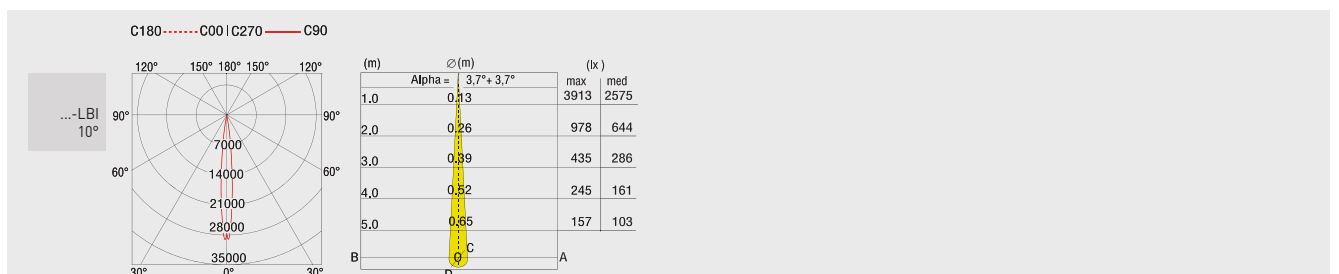 C180 C00 C270 C90
...-LBI
10°
120° 150° 180° 150° 120°
90° 90°
7000
60° 14000 60°
21000
28000
35000
30° 0° 30°
(m) ∅(m) (lx )
Alpha = 3,7°+ 3,7° max med
1.0 0,13 3913 2575
2.0 0,26 978 644
3.0 0,39 435 286
4.0 0,52 245 161
5.0 0,65 157 103
C
B A
D